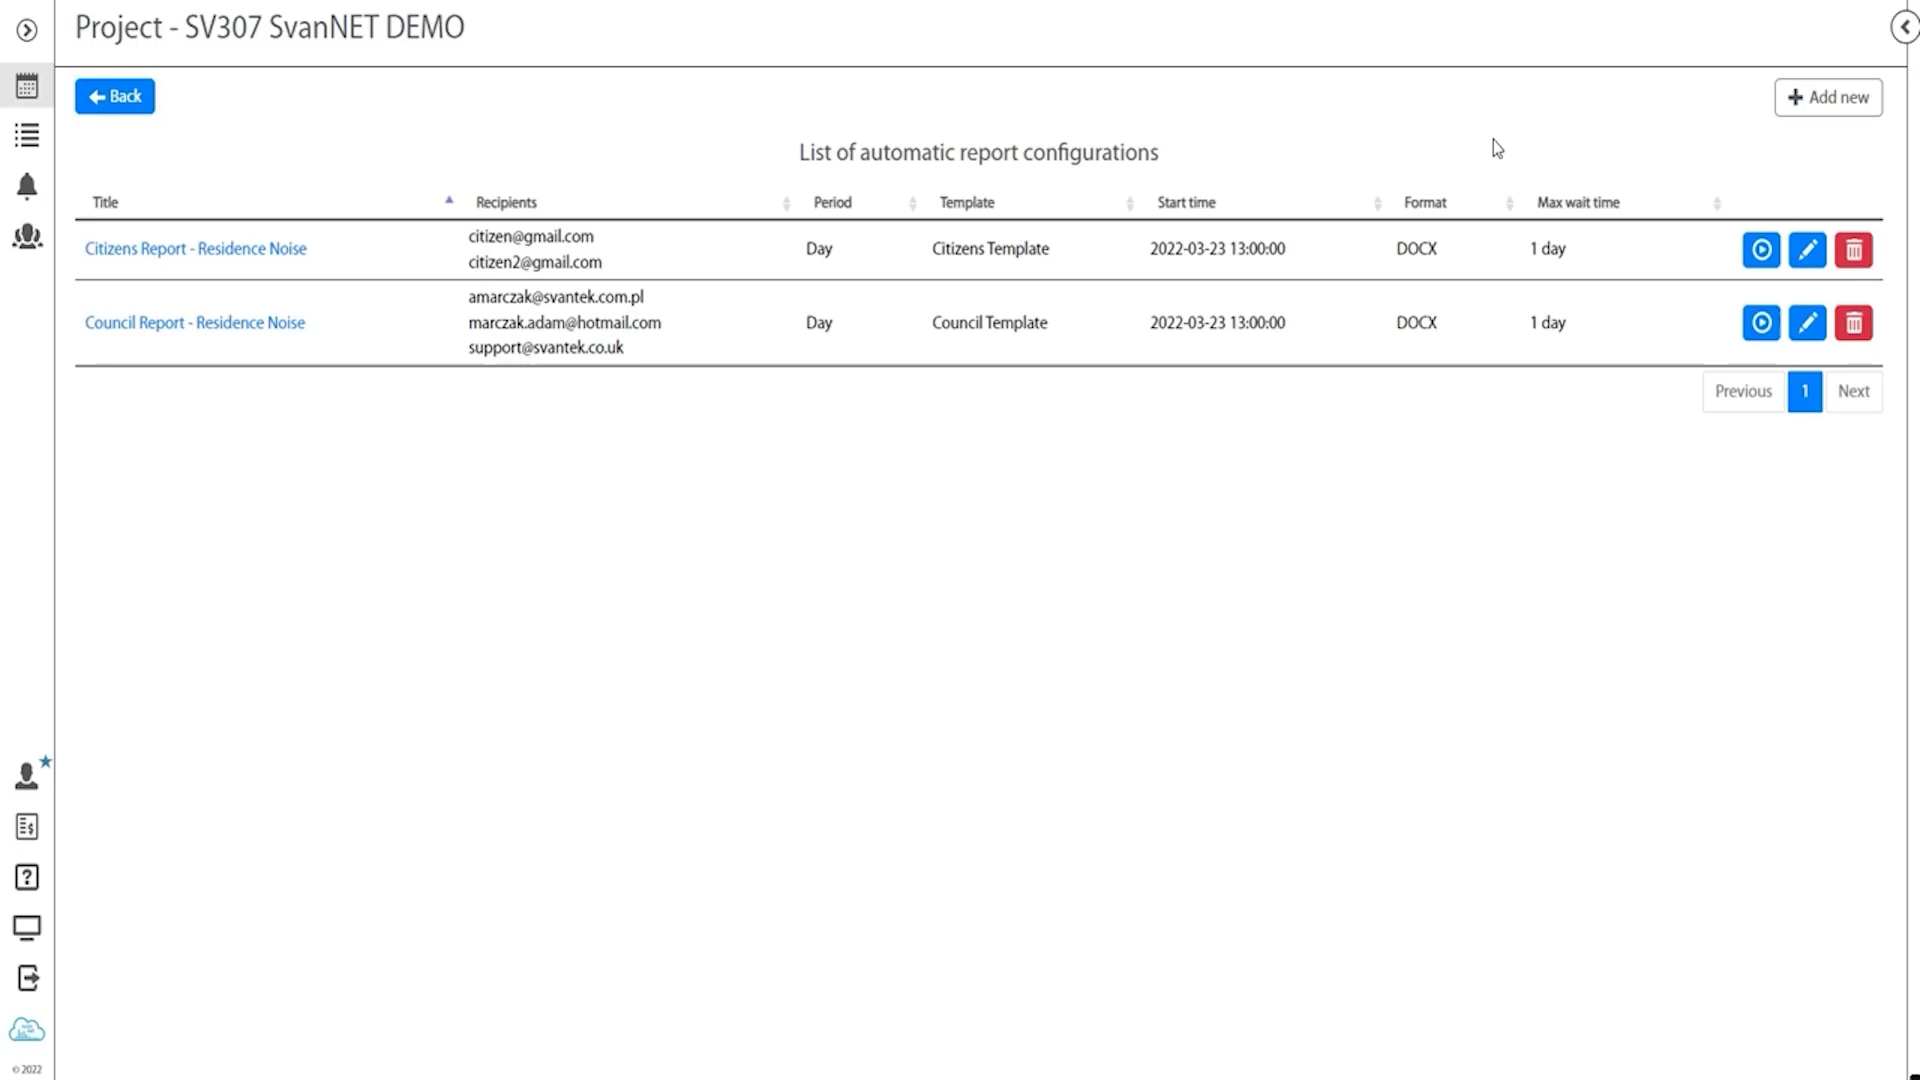 Project - SV307 SvanNET DEMO
Back
Add new
List of automatic report configurations
Title Recipients Period Template Start time Format Max wait time
citizen@gmail.com
Citizens Report - Residence Noise Day Citizens Template 2022-03-23 13:00:00 DOCX 1 day
citizen2@gmail.com
amarczak@svantek.com.pl
Council Report - Residence Noise marczak.adam@hotmail.com Day Council Template 2022-03-23 13:00:00 DOCX 1 day
support@svantek.co.uk
Previous 1 Next
© 2022